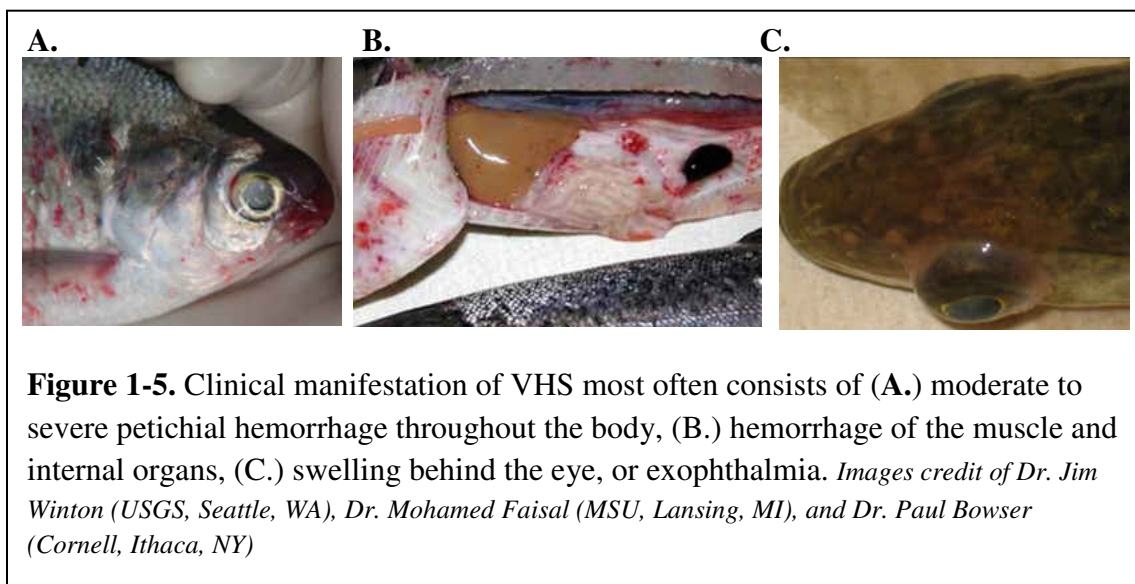 A. B. C.
Figure 1-5. Clinical manifestation of VHS most often consists of (A.) moderate to
severe petichial hemorrhage throughout the body, (B.) hemorrhage of the muscle and
internal organs, (C.) swelling behind the eye, or exophthalmia. Images credit of Dr. Jim
Winton (USGS, Seattle, WA), Dr. Mohamed Faisal (MSU, Lansing, MI), and Dr. Paul Bowser
(Cornell, Ithaca, NY)